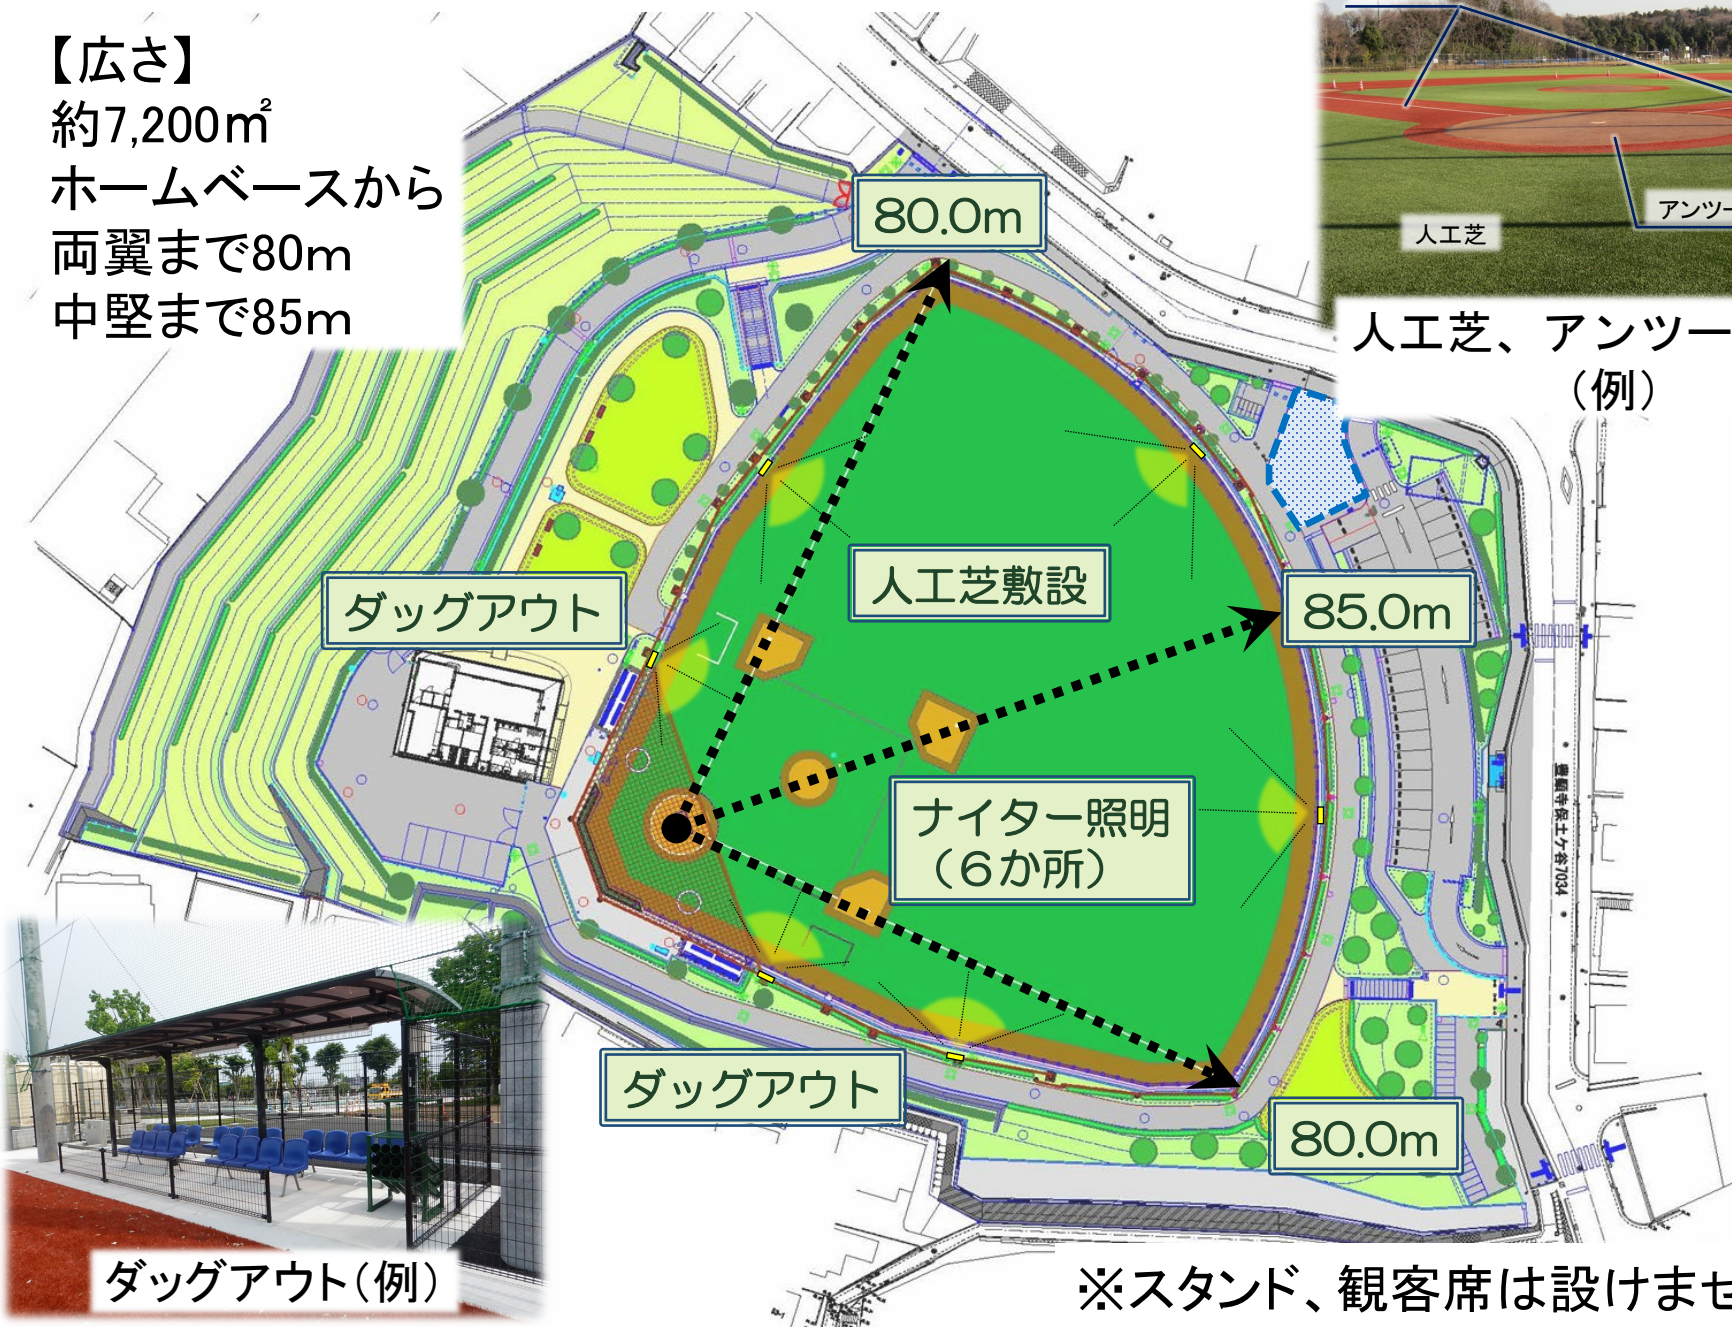 【広さ】
約7,200㎡
ホームベースから
両翼まで80m
中堅まで85m
アンツー
人工芝
人工芝、アンツー
（例）
80.0m
人工芝敷設
ダッグアウト
85.0m
ナイター照明
（6か所）
ダッグアウト
80.0m
ダッグアウト（例）
※スタンド、観客席は設けませ